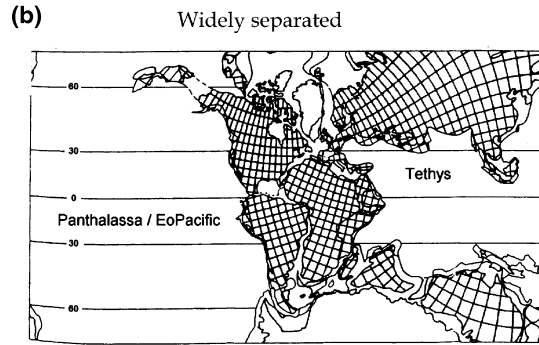 (b)
Widely separated
60
30
Tethys
0
Panthalassa / EoPacific
30
60